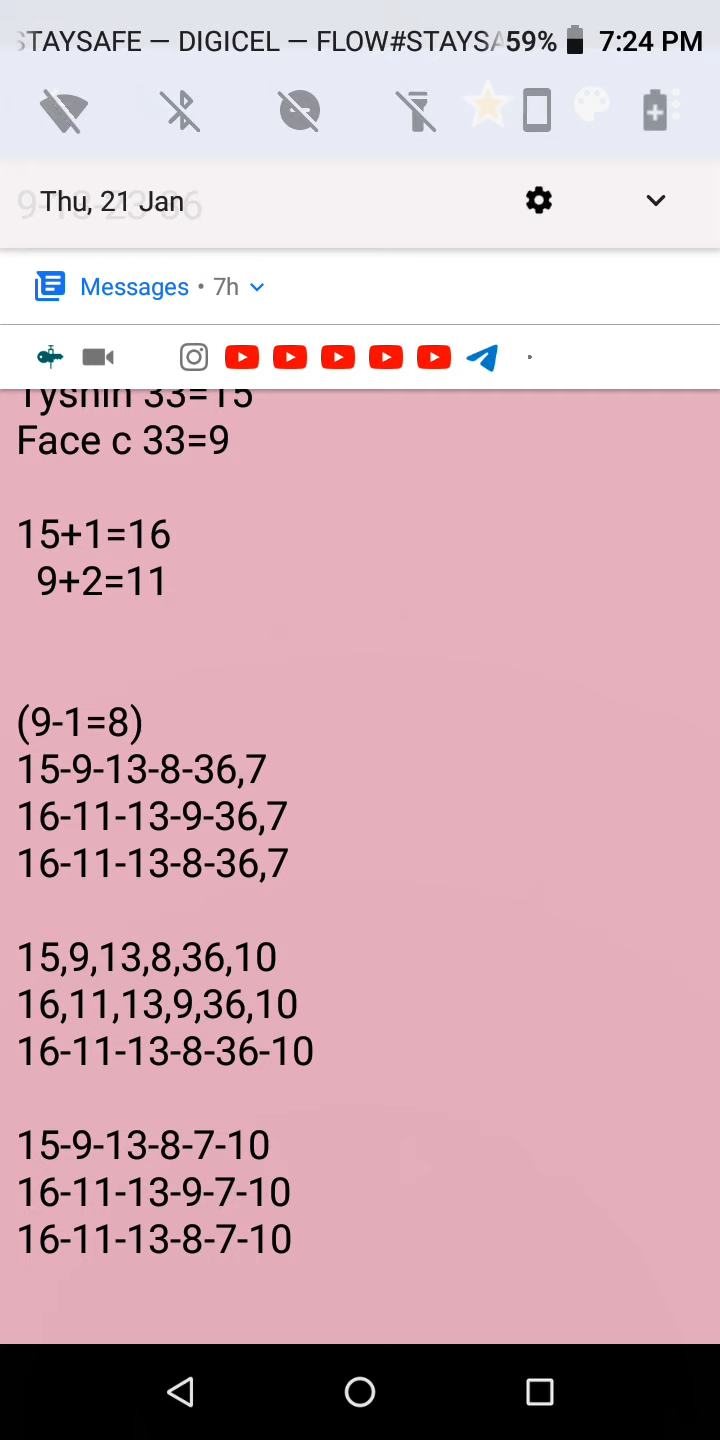 STAYSAFE — DIGICEL — FLOW#STAYSA 59% 7:24 PM
Thu, 21 Jan
Messages • 7h
Tyshin 33=15
Face c 33=9
15+1=16
9+2=11
(9-1=8)
15-9-13-8-36,7
16-11-13-9-36,7
16-11-13-8-36,7
15,9,13,8,36,10
16,11,13,9,36,10
16-11-13-8-36-10
15-9-13-8-7-10
16-11-13-9-7-10
16-11-13-8-7-10